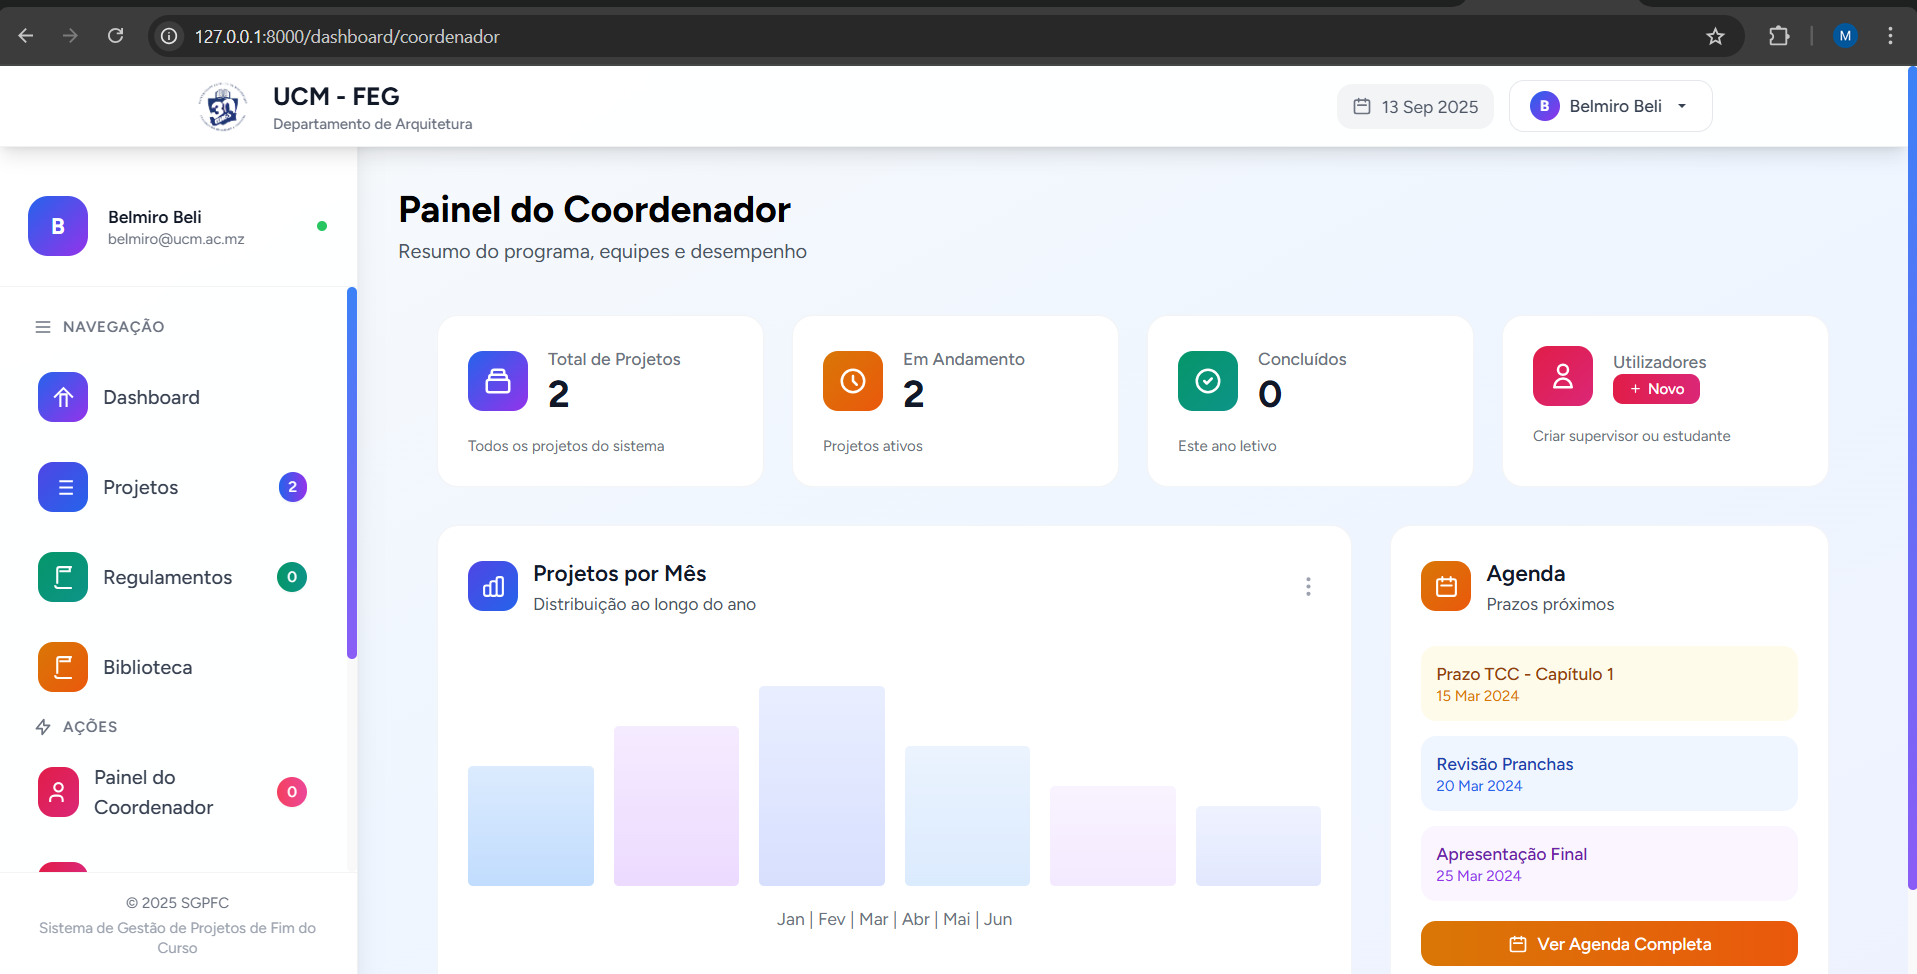 127.0.0.1:8000/dashboard/coordenador
M
UCM - FEG
Departamento de Arquitetura
13 Sep 2025
B
Belmiro Beli
B
Belmiro Beli
belmiro@ucm.ac.mz
NAVEGAÇÃO
Dashboard
Projetos
2
Regulamentos
0
Biblioteca
AÇÕES
Painel do
Coordenador
0
© 2025 SGPFC
Sistema de Gestão de Projetos de Fim do
Curso
Painel do Coordenador
Resumo do programa, equipes e desempenho
Total de Projetos
2
Todos os projetos do sistema
Em Andamento
2
Projetos ativos
Concluídos
0
Este ano letivo
Utilizadores
+ Novo
Criar supervisor ou estudante
Projetos por Mês
Distribuição ao longo do ano
Jan | Fev | Mar | Abr | Mai | Jun
Agenda
Prazos próximos
Prazo TCC - Capítulo 1
15 Mar 2024
Revisão Pranchas
20 Mar 2024
Apresentação Final
25 Mar 2024
Ver Agenda Completa